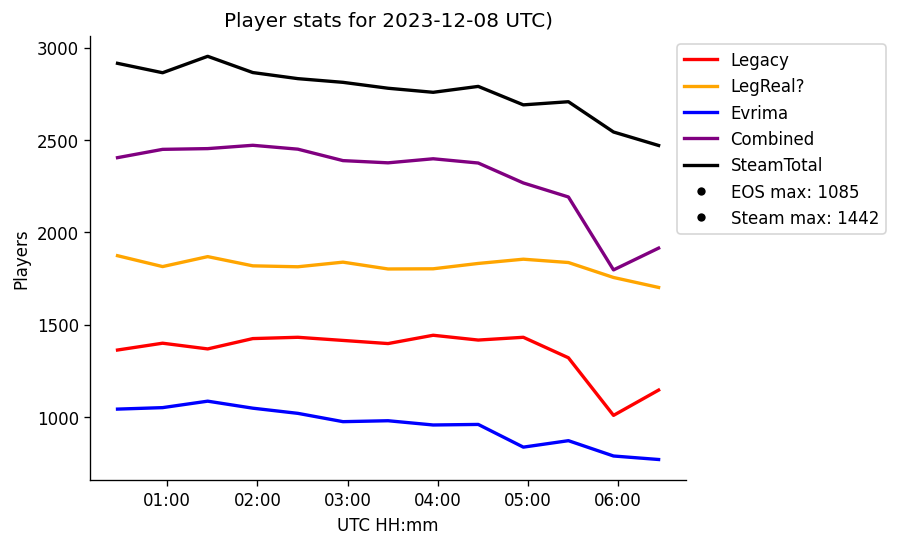 Player stats for 2023-12-08 UTC)
3000
2500
2000
1500
1000
Players
01:00 02:00 03:00 04:00 05:00 06:00
UTC HH:mm
Legacy
LegReal?
Evrima
Combined
SteamTotal
EOS max: 1085
Steam max: 1442